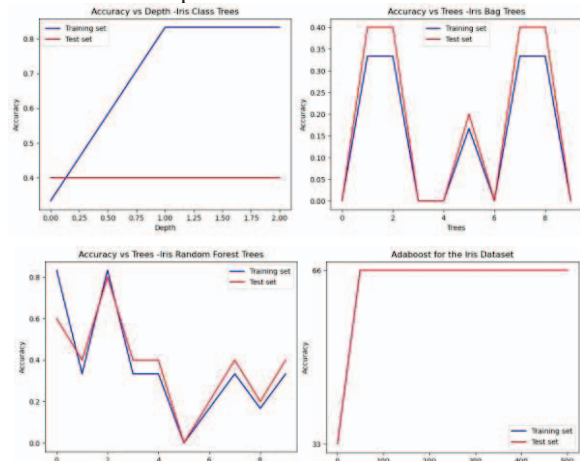 Accuracy vs Depth -Iris Class Trees
Training set
Test set
0.8
0.7
0.6
0.5
0.4
Accuracy
0.00 0.25 0.50 0.75 1.00 1.25 1.50 1.75 2.00
Depth
Accuracy vs Trees -Iris Bag Trees
Training set
Test set
0.40
0.35
0.30
0.25
0.20
0.15
0.10
0.05
0.00
Accuracy
0 2 4 6 8
Trees
Accuracy vs Trees -Iris Random Forest Trees
Training set
Test set
0.8
0.6
0.4
0.2
0.0
Accuracy
0 2 4 6 8
Adaboost for the Iris Dataset
66
33
Accuracy
Training set
Test set
0 100 200 300 400 500